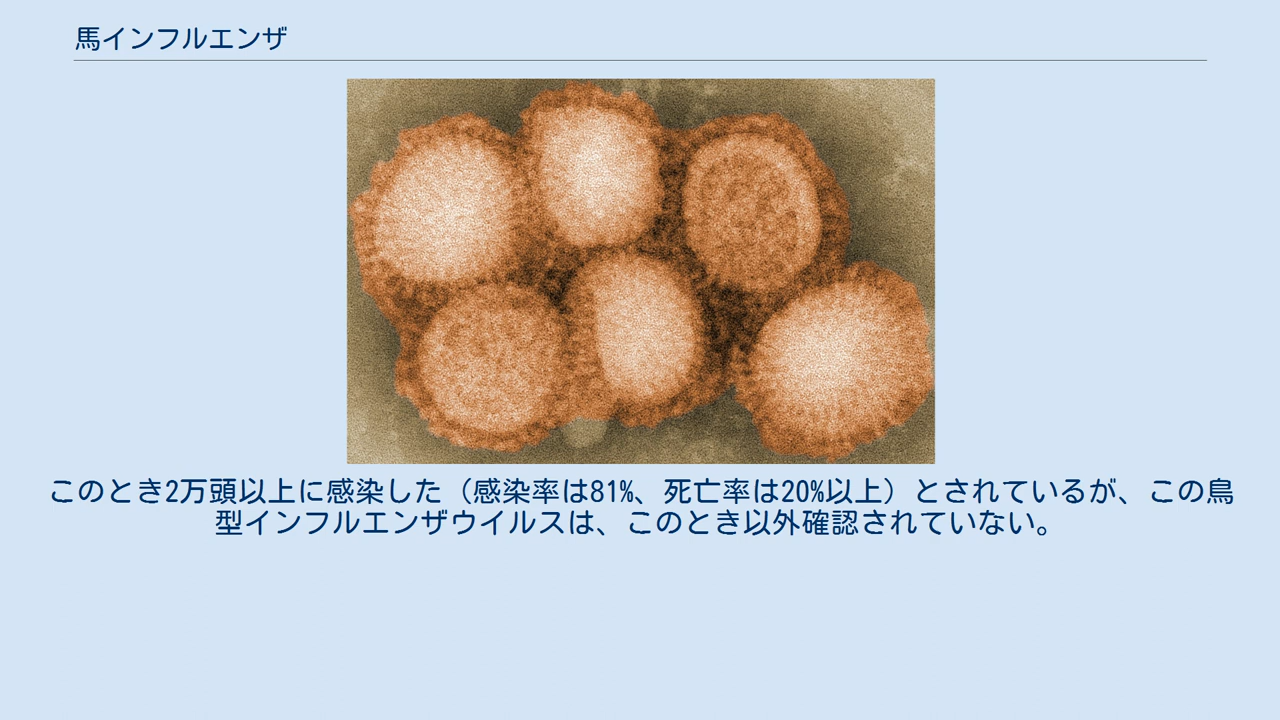 馬インフルエンザ
このとき2万頭以上に感染した（感染率は81%、死亡率は20%以上）とされているが、この鳥
型インフルエンザウイルスは、このとき以外確認されていない。